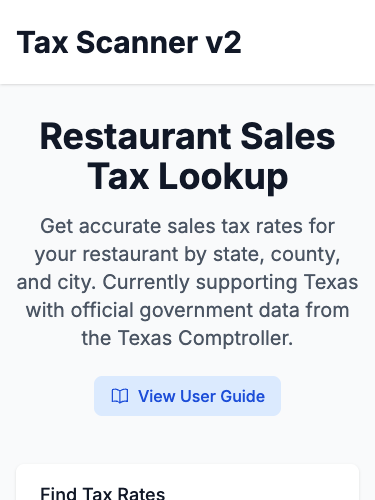 Tax Scanner v2
Restaurant Sales
Tax Lookup
Get accurate sales tax rates for
your restaurant by state, county,
and city. Currently supporting Texas
with official government data from
the Texas Comptroller.
View User Guide
Find Tax Rates